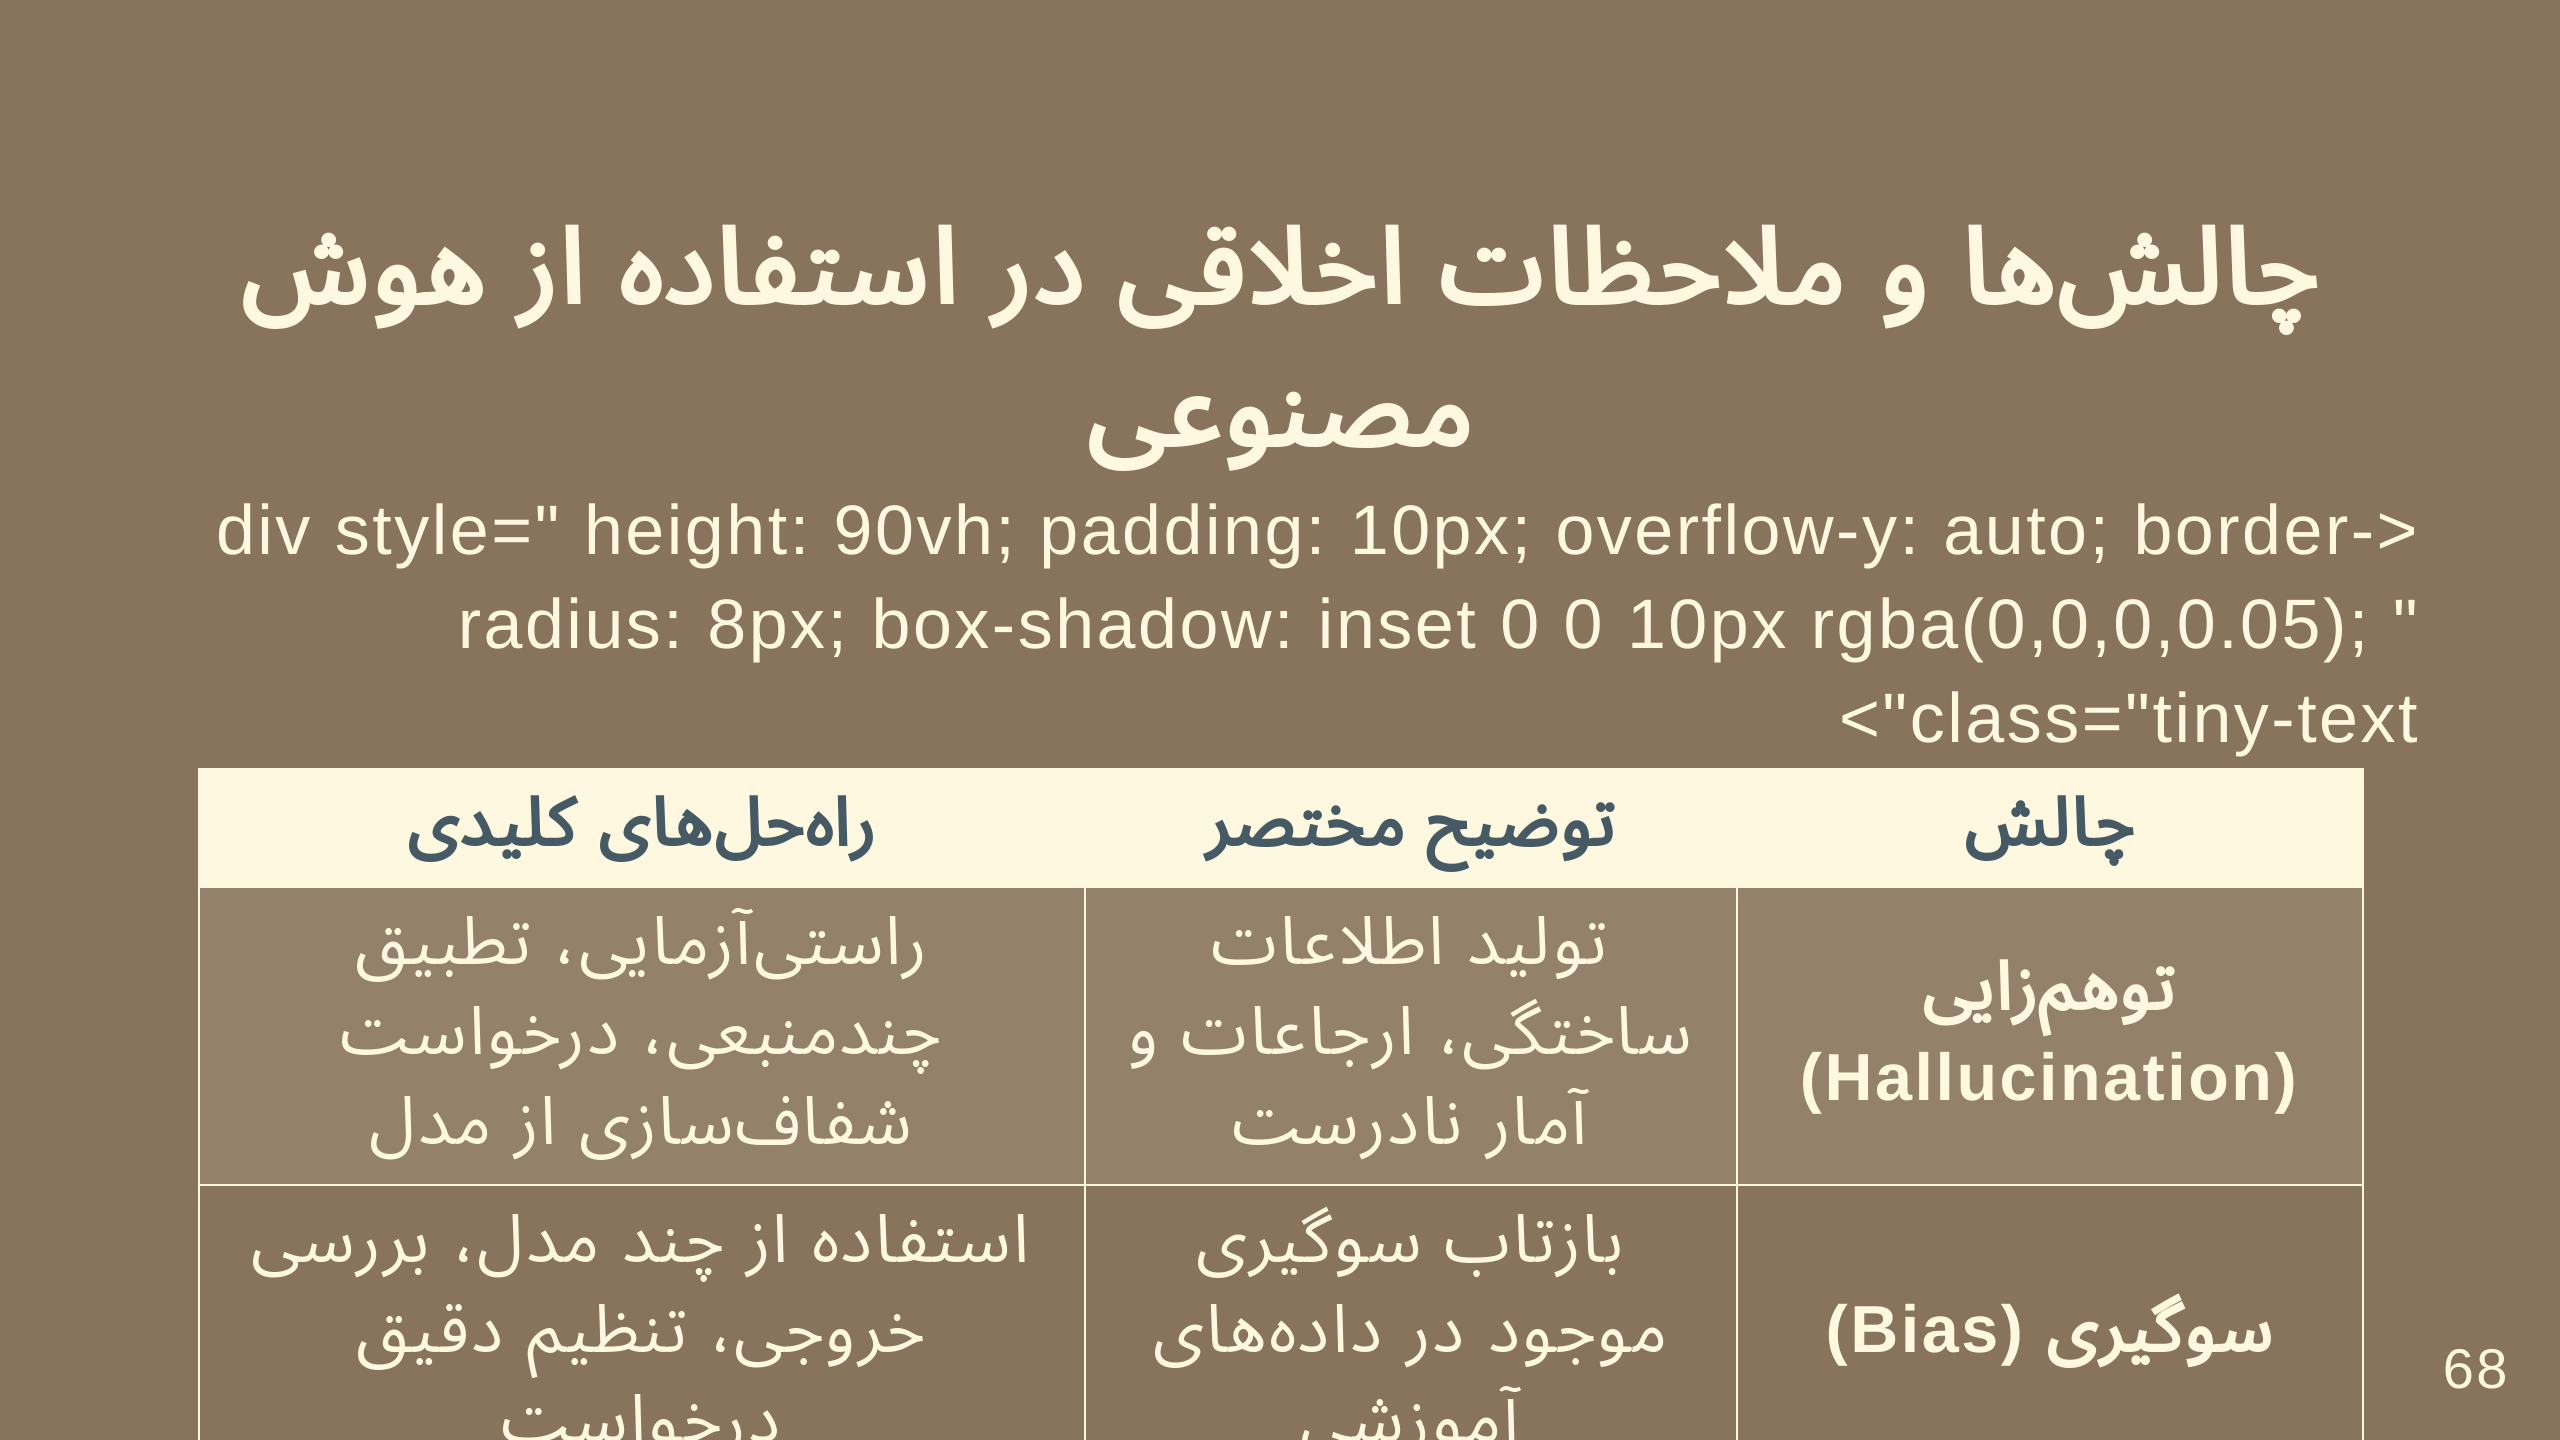 چالش‌ها و ملاحظات اخلاقی در استفاده از هوش
مصنوعی
<div style=" height: 90vh; padding: 10px; overflow-y: auto; border-
radius: 8px; box-shadow: inset 0 0 10px rgba(0,0,0,0.05); "
class="tiny-text">
چالش توضیح مختصر راه‌حل‌های کلیدی
توهم‌زایی
(Hallucination)
تولید اطلاعات
ساختگی، ارجاعات و
آمار نادرست
راستی‌آزمایی، تطبیق
چندمنبعی، درخواست
شفاف‌سازی از مدل
سوگیری (Bias)
بازتاب سوگیری
موجود در داده‌های
آموزشی
استفاده از چند مدل، بررسی
خروجی، تنظیم دقیق
درخواست
68